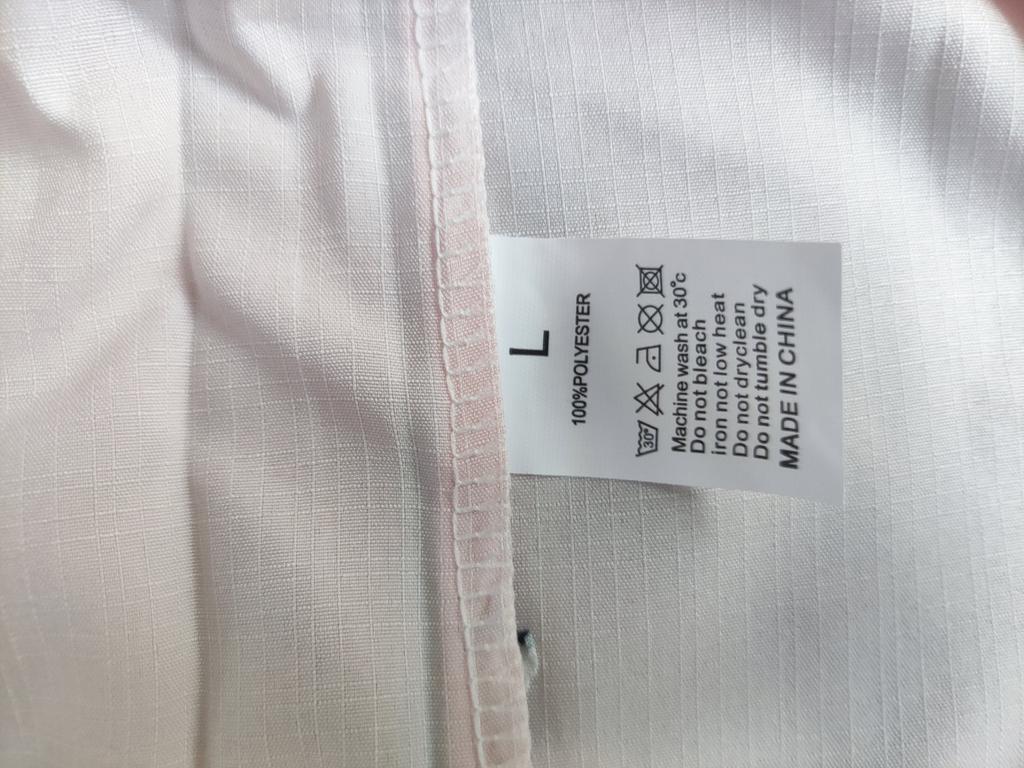 L
100%POLYESTER
30°
Machine wash at 30°c
Do not bleach
iron not low heat
Do not dryclean
Do not tumble dry
MADE IN CHINA